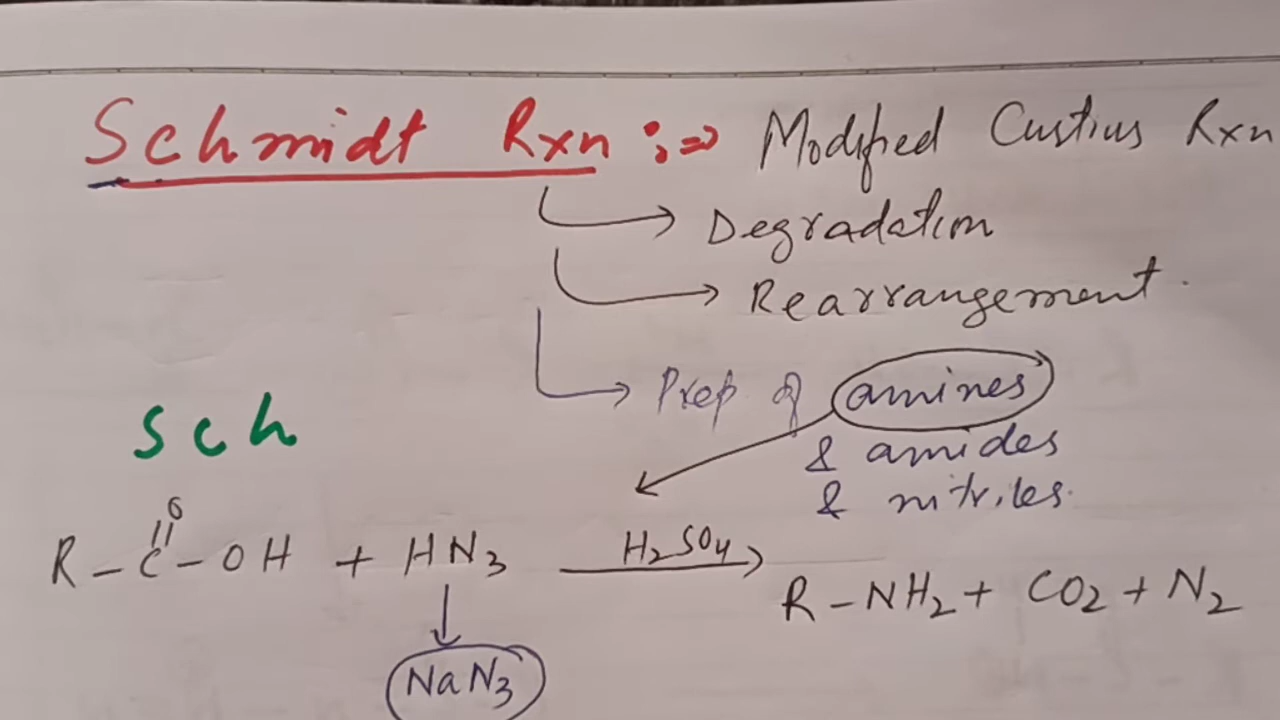 Schmidt Rxn :⇒ Modified Custius Rxn
→ Degradation
→ Rearrangement.
→ Prep of amines
& amides
& nitriles.
Sch
O
R - C - OH + HN3 H2SO4→ R - NH2 + CO2 + N2
↓
NaN3